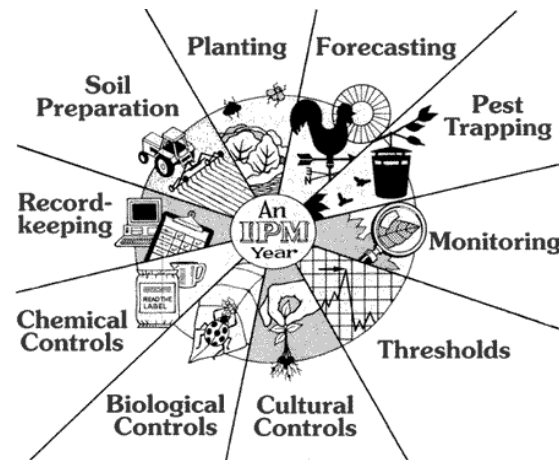 Planting
Forecasting
Pest
Trapping
Monitoring
Thresholds
Cultural
Controls
Biological
Controls
Chemical
Controls
Record-
keeping
Soil
Preparation
An
IPM
Year
READ THE
LABEL